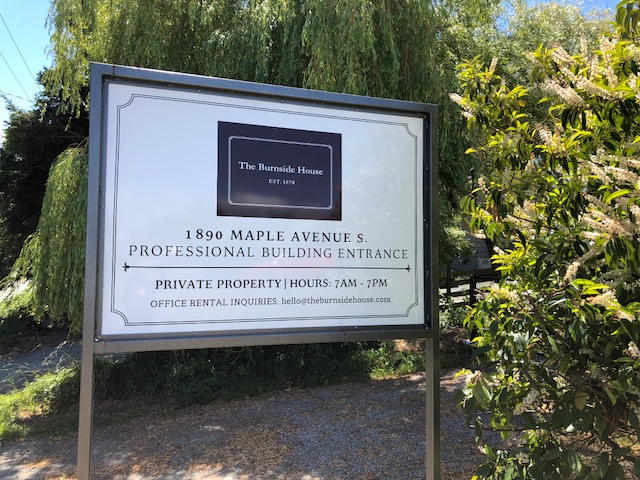 The Burnside House
EST. 1878
1890 MAPLE AVENUE S.
PROFESSIONAL BUILDING ENTRANCE
PRIVATE PROPERTY | HOURS: 7AM - 7PM
OFFICE RENTAL INQUIRIES: hello@theburnsidehouse.com